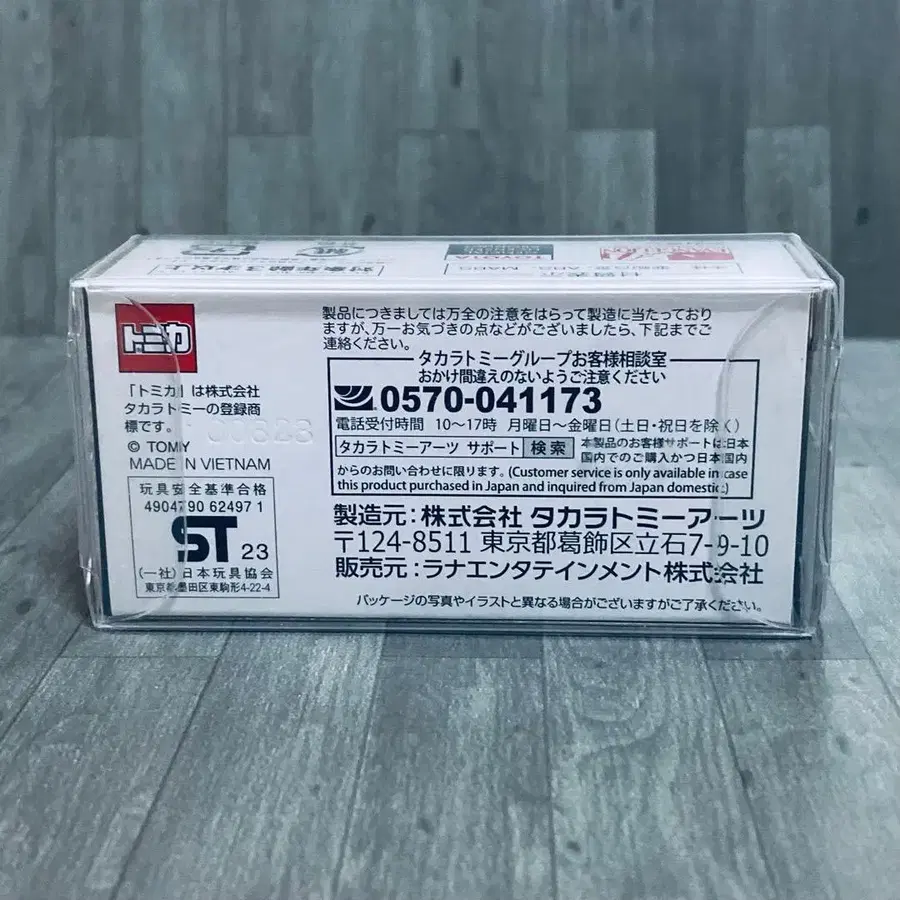 対象年齢3才以上
材質表示
TOYOTA
EVANGELION
トミカ
「トミカ」は株式会社
タカラトミーの登録商
標です。
© TOMY
MADE IN VIETNAM
玩具安全基準合格
4904790 62497 1
ST 23
(一社)日本玩具協会
東京都墨田区東駒形4-22-4
製品につきましては万全の注意をはらって製造に当たっており
ますが、万一お気づきの点などがございましたら、下記までご
連絡ください。
タカラトミーグループお客様相談室
おかけ間違えのないようご注意ください
0570-041173
電話受付時間 10〜17時 月曜日〜金曜日(土日・祝日を除く)
タカラトミーアーツ サポート 検索 本製品のお客様サポートは日本
国内でのご購入かつ日本国内
からのお問い合わせに限ります。(Customer service is only available in case
this product purchased in Japan and inquired from Japan domestic.)
製造元:株式会社 タカラトミーアーツ
〒124-8511 東京都葛飾区立石7-9-10
販売元:ラナエンタテインメント株式会社
パッケージの写真やイラストと異なる場合がございますがご了承ください。